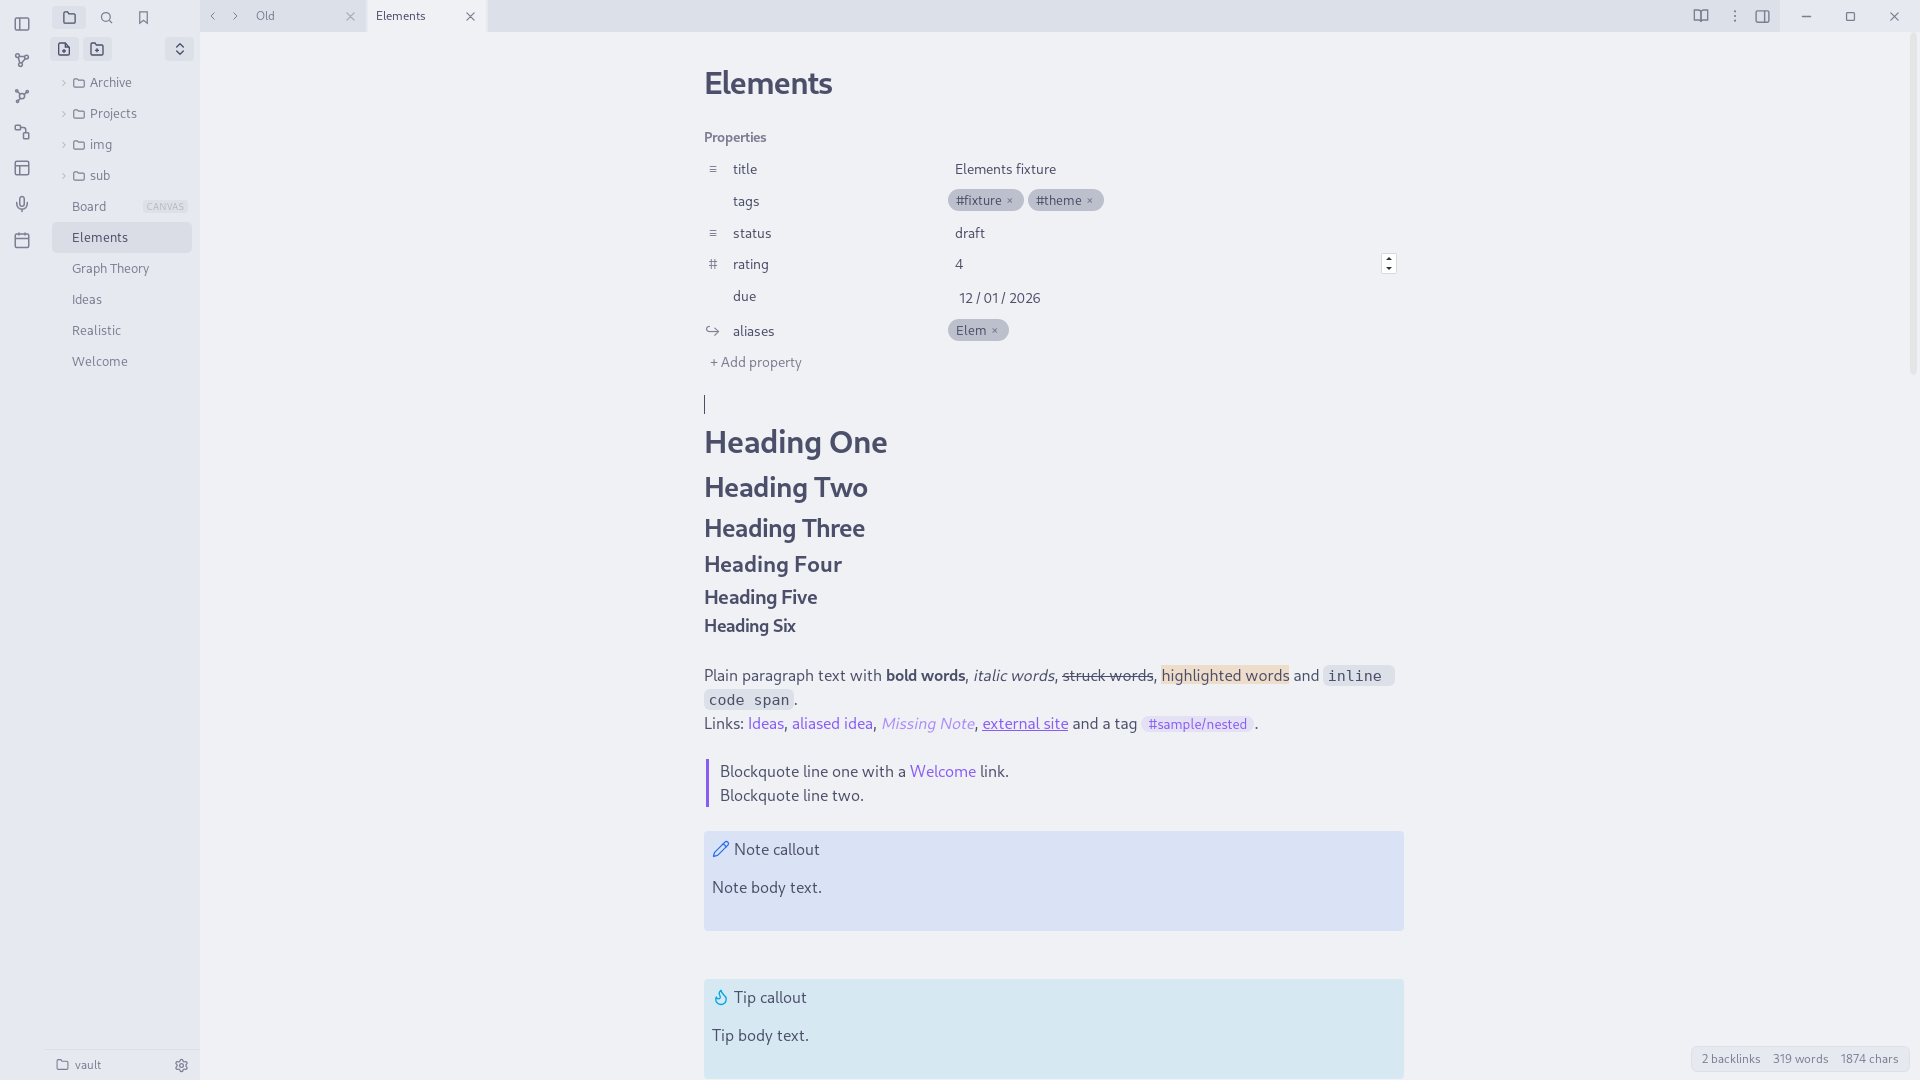 Old
Elements
Archive
Projects
img
sub
Board CANVAS
Elements
Graph Theory
Ideas
Realistic
Welcome
vault
Elements
Properties
title Elements fixture
tags #fixture × #theme ×
status draft
rating 4
due 12 / 01 / 2026
aliases Elem ×
+ Add property
Heading One
Heading Two
Heading Three
Heading Four
Heading Five
Heading Six
Plain paragraph text with bold words, italic words, struck words, highlighted words and inline
code span.
Links: Ideas, aliased idea, Missing Note, external site and a tag #sample/nested.
Blockquote line one with a Welcome link.
Blockquote line two.
Note callout
Note body text.
Tip callout
Tip body text.
2 backlinks 319 words 1874 chars